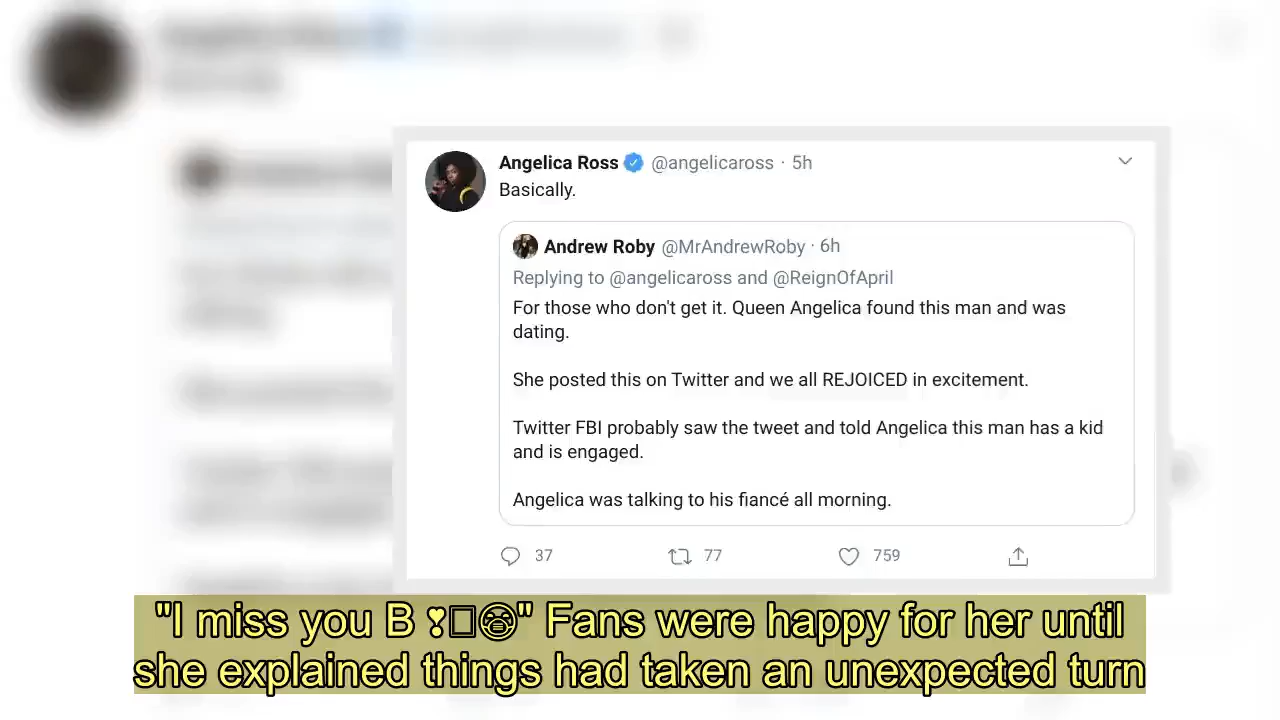 Angelica Ross @angelicaross · 5h
Basically.
Andrew Roby @MrAndrewRoby · 6h
Replying to @angelicaross and @ReignOfApril
For those who don't get it. Queen Angelica found this man and was
dating.
She posted this on Twitter and we all REJOICED in excitement.
Twitter FBI probably saw the tweet and told Angelica this man has a kid
and is engaged.
Angelica was talking to his fiancé all morning.
37 77 759
"I miss you B ❣□😭" Fans were happy for her until
she explained things had taken an unexpected turn